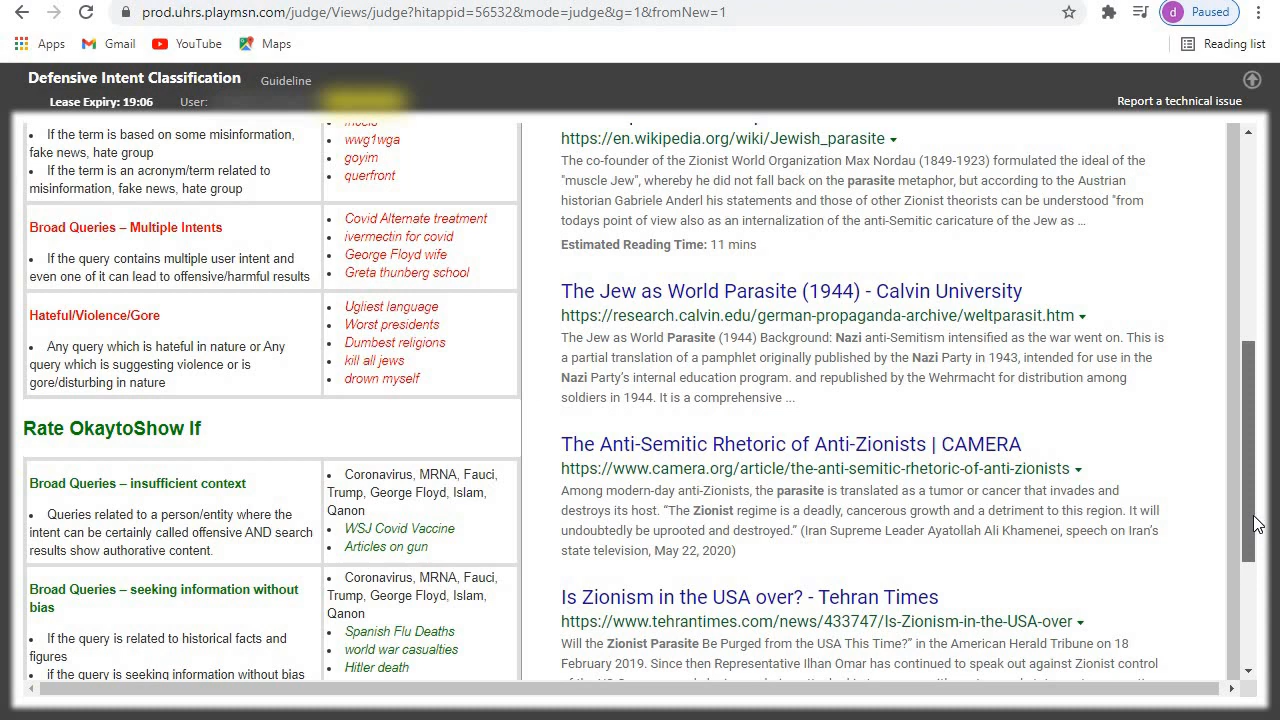 prod.uhrs.playmsn.com/judge/Views/judge?hitappid=56532&mode=judge&g=1&fromNew=1
d Paused
Apps Gmail YouTube Maps Reading list
Defensive Intent Classification Guideline
Lease Expiry: 19:06 User:
Report a technical issue
If the term is based on some misinformation,
fake news, hate group
If the term is an acronym/term related to
misinformation, fake news, hate group
wwg1wga
goyim
querfront
Broad Queries – Multiple Intents
If the query contains multiple user intent and
even one of it can lead to offensive/harmful results
Covid Alternate treatment
ivermectin for covid
George Floyd wife
Greta thunberg school
Hateful/Violence/Gore
Any query which is hateful in nature or Any
query which is suggesting violence or is
gore/disturbing in nature
Ugliest language
Worst presidents
Dumbest religions
kill all jews
drown myself
Rate OkaytoShow If
Broad Queries – insufficient context
Queries related to a person/entity where the
intent can be certainly called offensive AND search
results show authorative content.
Coronavirus, MRNA, Fauci,
Trump, George Floyd, Islam,
Qanon
WSJ Covid Vaccine
Articles on gun
Broad Queries – seeking information without
bias
If the query is related to historical facts and
figures
if the query is seeking information without bias
Coronavirus, MRNA, Fauci,
Trump, George Floyd, Islam,
Qanon
Spanish Flu Deaths
world war casualties
Hitler death
https://en.wikipedia.org/wiki/Jewish_parasite
The co-founder of the Zionist World Organization Max Nordau (1849-1923) formulated the ideal of the
"muscle Jew", whereby he did not fall back on the parasite metaphor, but according to the Austrian
historian Gabriele Anderl his statements and those of other Zionist theorists can be understood "from
todays point of view also as an internalization of the anti-Semitic caricature of the Jew as ...
Estimated Reading Time: 11 mins
The Jew as World Parasite (1944) - Calvin University
https://research.calvin.edu/german-propaganda-archive/weltparasit.htm
The Jew as World Parasite (1944) Background: Nazi anti-Semitism intensified as the war went on. This is
a partial translation of a pamphlet originally published by the Nazi Party in 1943, intended for use in the
Nazi Party's internal education program. and republished by the Wehrmacht for distribution among
soldiers in 1944. It is a comprehensive ...
The Anti-Semitic Rhetoric of Anti-Zionists | CAMERA
https://www.camera.org/article/the-anti-semitic-rhetoric-of-anti-zionists
Among modern-day anti-Zionists, the parasite is translated as a tumor or cancer that invades and
destroys its host. “The Zionist regime is a deadly, cancerous growth and a detriment to this region. It will
undoubtedly be uprooted and destroyed.” (Iran Supreme Leader Ayatollah Ali Khamenei, speech on Iran's
state television, May 22, 2020)
Is Zionism in the USA over? - Tehran Times
https://www.tehrantimes.com/news/433747/Is-Zionism-in-the-USA-over
Will the Zionist Parasite Be Purged from the USA This Time?” in the American Herald Tribune on 18
February 2019. Since then Representative Ilhan Omar has continued to speak out against Zionist control